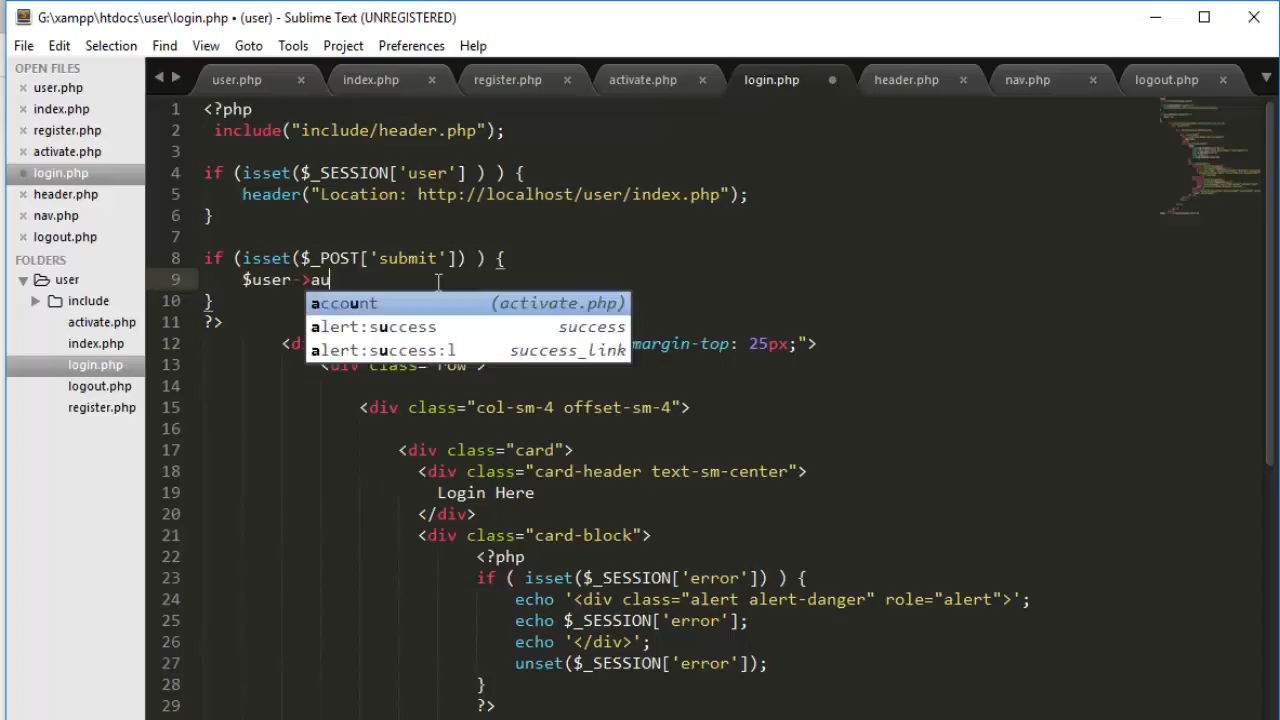 G:\xampp\htdocs\user\login.php • (user) - Sublime Text (UNREGISTERED)
File Edit Selection Find View Goto Tools Project Preferences Help
OPEN FILES
user.php
index.php
register.php
activate.php
login.php
header.php
nav.php
logout.php
FOLDERS
user
include
activate.php
index.php
login.php
logout.php
register.php
user.php index.php register.php activate.php login.php header.php nav.php logout.php
1 <?php
2 include("include/header.php");
3
4 if (isset($_SESSION['user'] ) ) {
5 header("Location: http://localhost/user/index.php");
6 }
7
8 if (isset($_POST['submit']) ) {
9 $user->au
10 }
account (activate.php)
11 ?>
alert:success success
12 margin-top: 25px;">
alert:success:l success_link
13 <div class="row">
14
15 <div class="col-sm-4 offset-sm-4">
16
17 <div class="card">
18 <div class="card-header text-sm-center">
19 Login Here
20 </div>
21 <div class="card-block">
22 <?php
23 if ( isset($_SESSION['error']) ) {
24 echo '<div class="alert alert-danger" role="alert">';
25 echo $_SESSION['error'];
26 echo '</div>';
27 unset($_SESSION['error']);
28 }
29 ?>